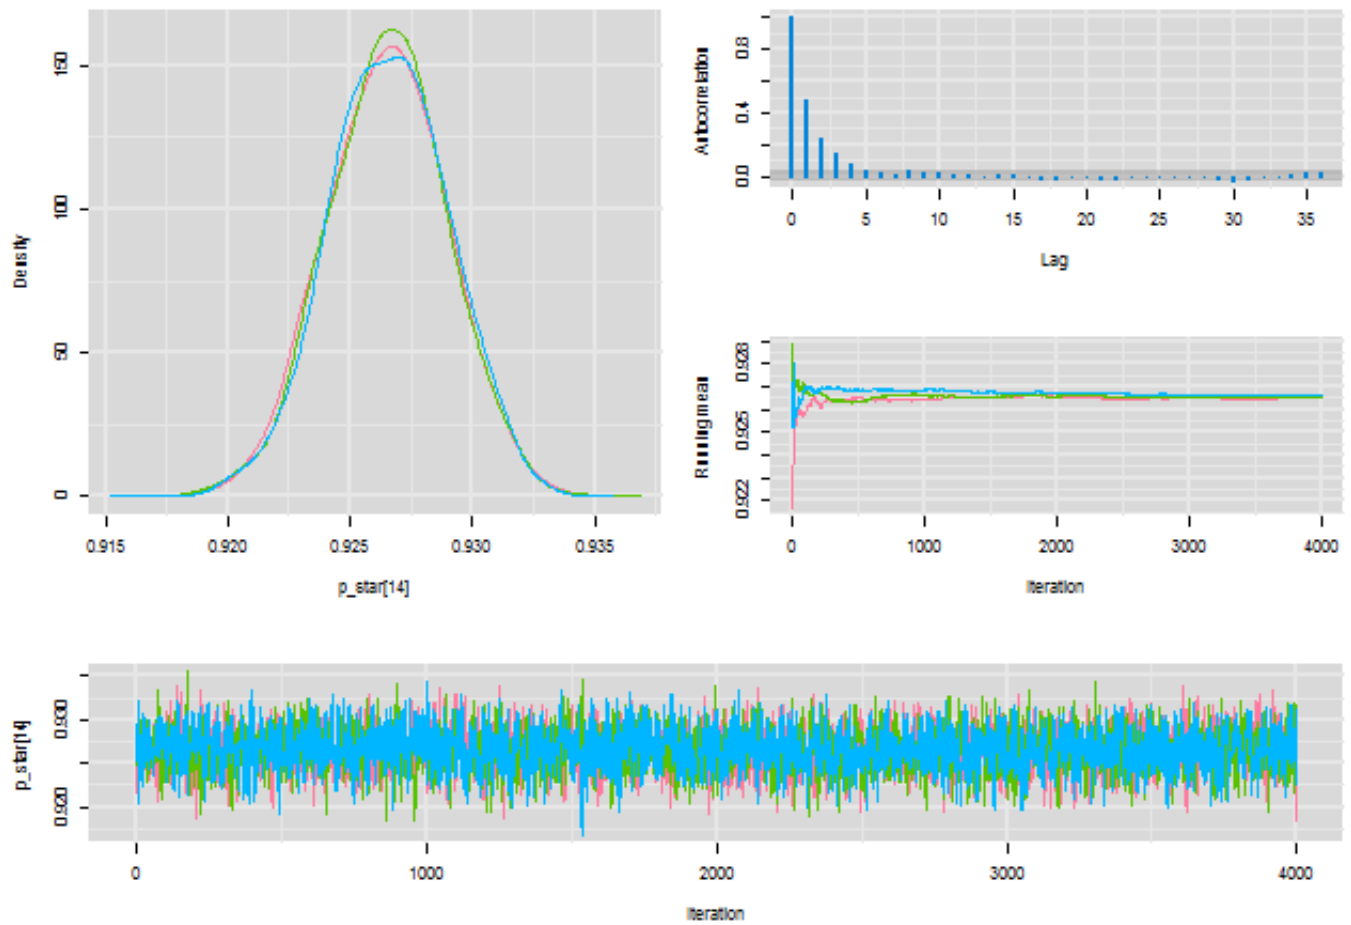 Density
150
100
50
0
0.915 0.920 0.925 0.930 0.935
p_star[14]
Autocorrelation
0.8
0.4
0.0
0 5 10 15 20 25 30 35
Lag
Running mean
0.928
0.925
0.922
0 1000 2000 3000 4000
Iteration
p_star[14]
0.930
0.920
0 1000 2000 3000 4000
Iteration